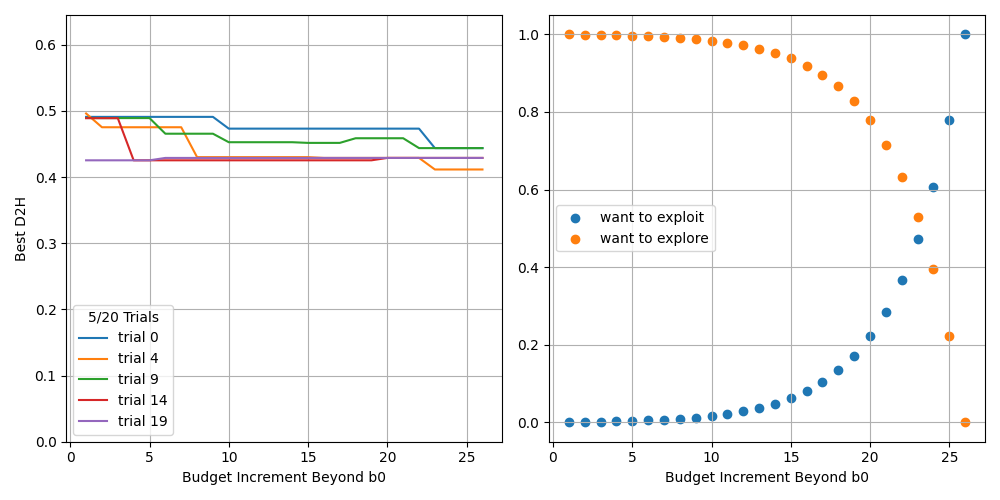 0.6
0.5
0.4
0.3
0.2
0.1
0.0
Best D2H
5/20 Trials
trial 0
trial 4
trial 9
trial 14
trial 19
0 5 10 15 20 25
Budget Increment Beyond b0
1.0
0.8
0.6
0.4
0.2
0.0
want to exploit
want to explore
0 5 10 15 20 25
Budget Increment Beyond b0